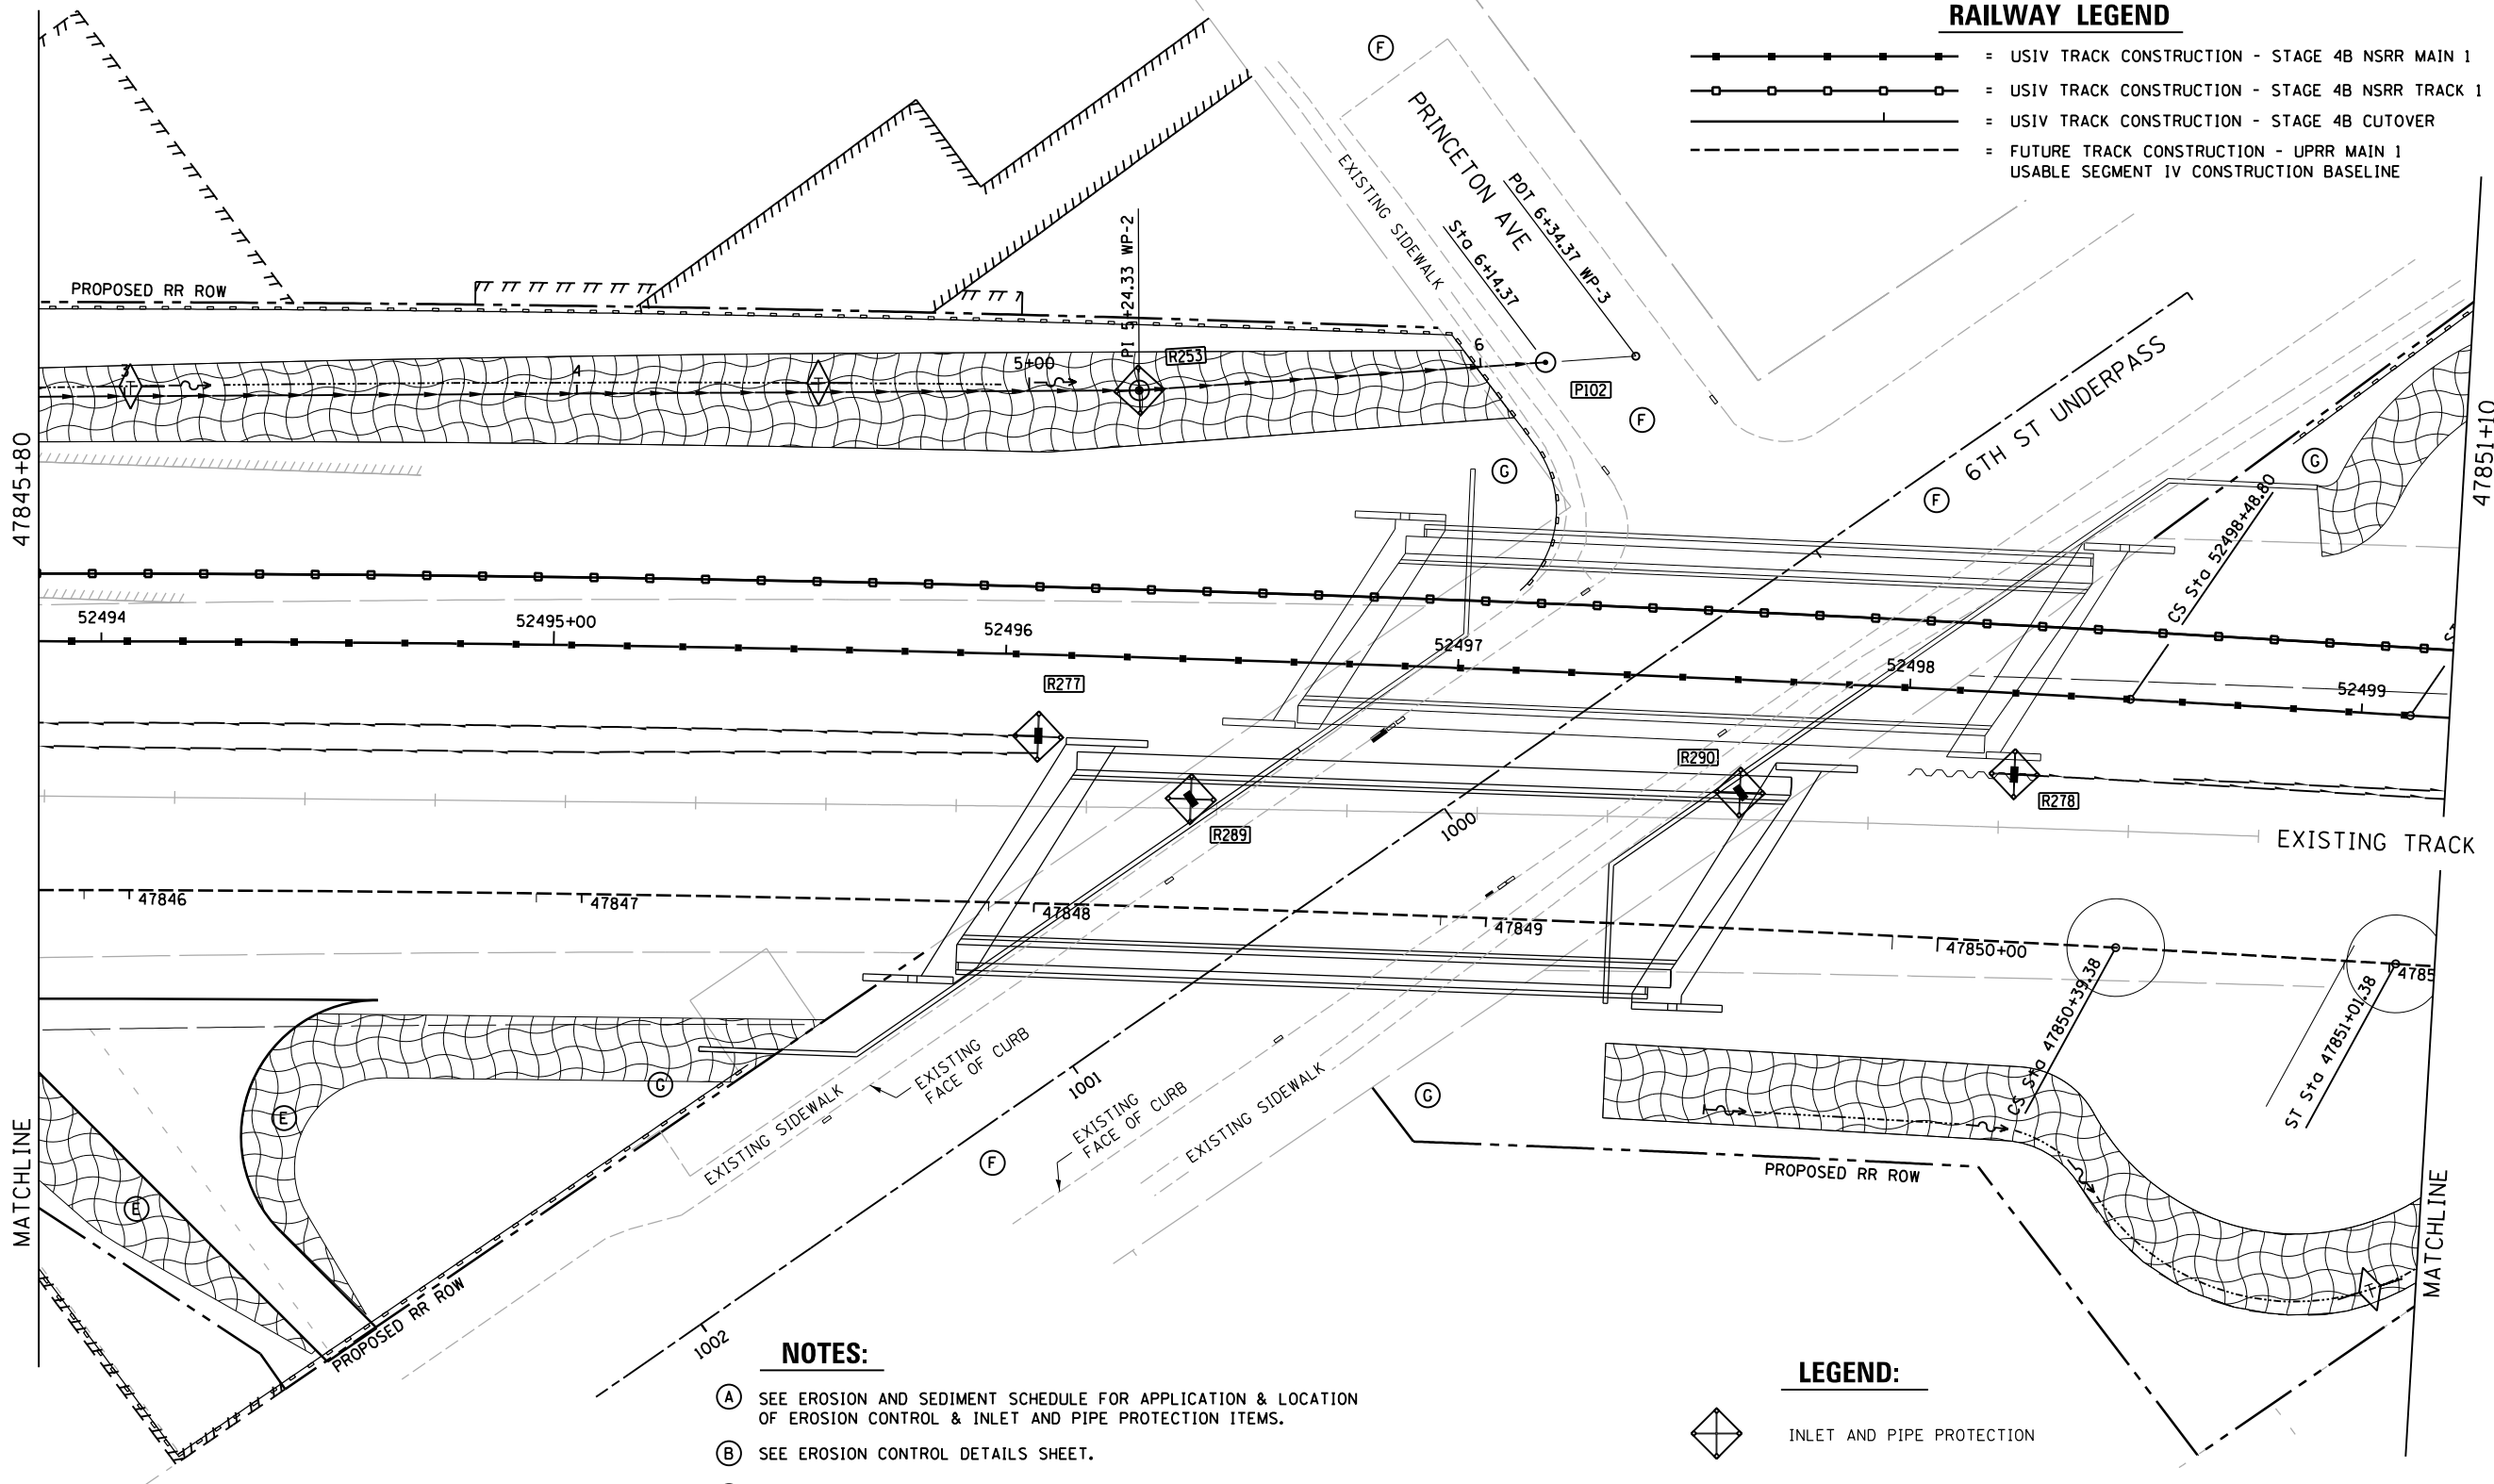 RAILWAY LEGEND
= USIV TRACK CONSTRUCTION - STAGE 4B NSRR MAIN 1
= USIV TRACK CONSTRUCTION - STAGE 4B NSRR TRACK 1
= USIV TRACK CONSTRUCTION - STAGE 4B CUTOVER
= FUTURE TRACK CONSTRUCTION - UPRR MAIN 1
USABLE SEGMENT IV CONSTRUCTION BASELINE
F
PRINCETON AVE
EXISTING SIDEWALK
POT 6+34.37 WP-3
Sta 6+14.37
PI 5+24.33 WP-2
PROPOSED RR ROW
R253
6
5+00
3
4
T
T
P102
F
6TH ST UNDERPASS
47845+80
47851+10
G
G
F
CS Sta 52498+48.80
52494
52495+00
52496
52497
52498
52499
R277
R290
R278
R289
1000
EXISTING TRACK
47846
47847
47848
47849
47850+00
4785
CS Sta 47850+39.38
ST Sta 47851+01.38
EXISTING
FACE OF CURB
EXISTING SIDEWALK
G
E
E
1001
EXISTING
FACE OF CURB
EXISTING SIDEWALK
G
F
PROPOSED RR ROW
MATCHLINE
MATCHLINE
T
PROPOSED RR ROW
1002
NOTES:
A SEE EROSION AND SEDIMENT SCHEDULE FOR APPLICATION & LOCATION
OF EROSION CONTROL & INLET AND PIPE PROTECTION ITEMS.
B SEE EROSION CONTROL DETAILS SHEET.
LEGEND:
INLET AND PIPE PROTECTION